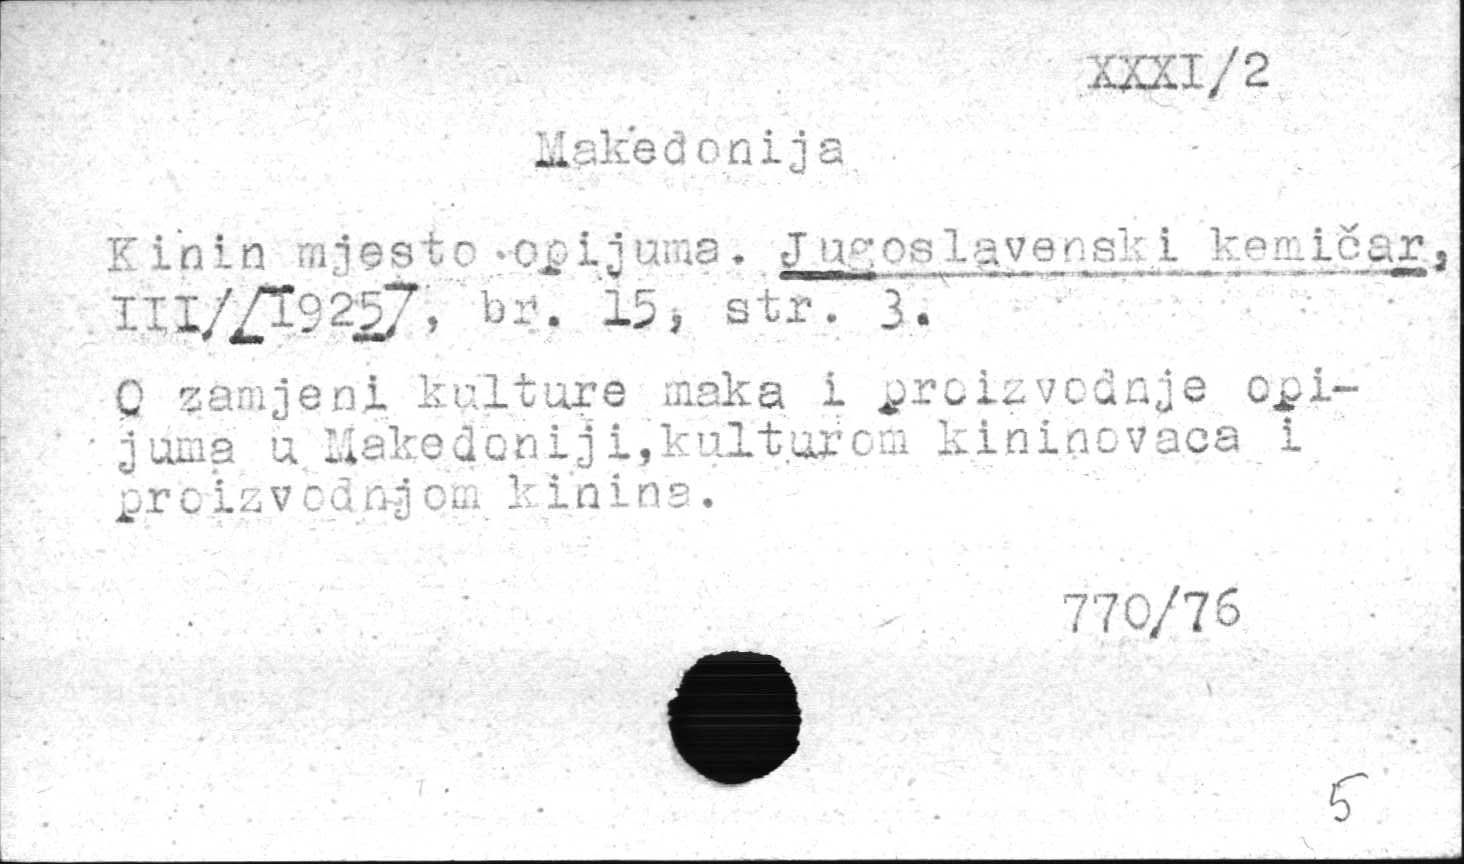 XXXI/2
Makedonija
Kinin mjesto opijuma. Jugoslavenski kemičar,
III/[1925], br. 15, str. 3.
O zamjeni kulture maka i proizvodnje opi-
juma u Makedoniji,kulturom kininovaca i
proizvodnjom kinina.
770/76
5